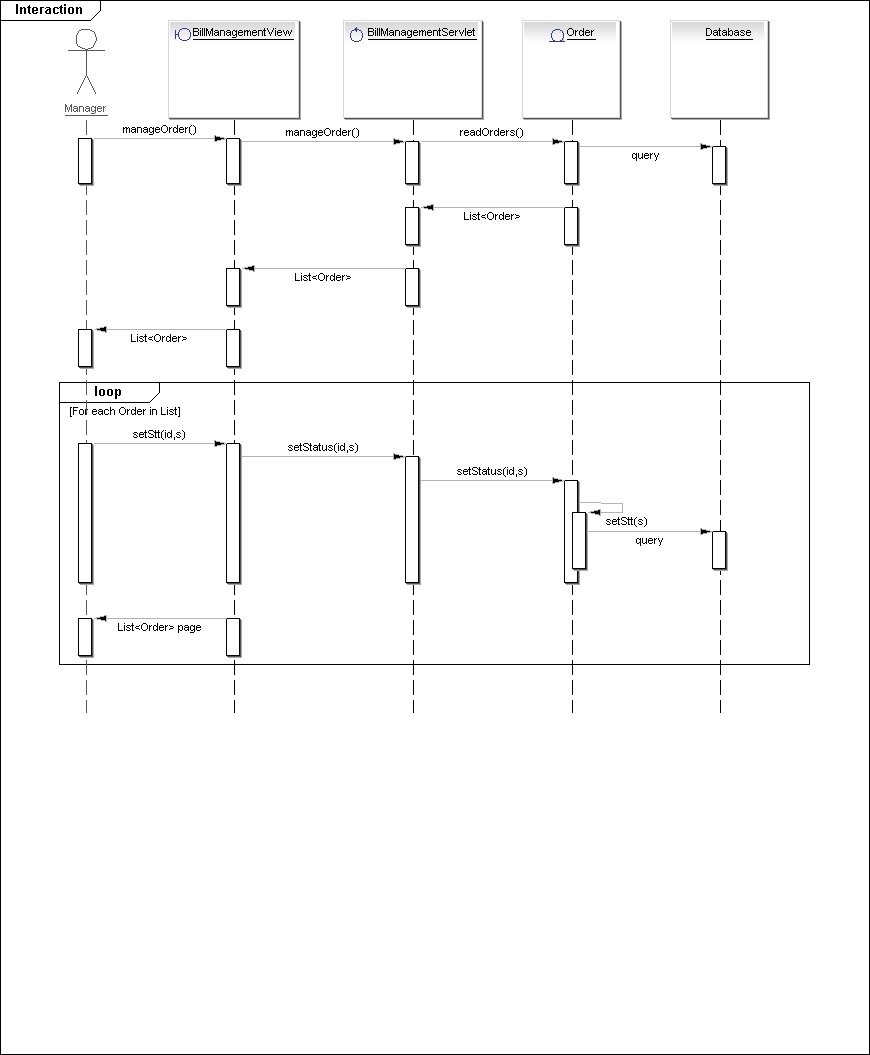 Interaction
BillManagementView
BillManagementServlet
Order
Database
Manager
manageOrder()
manageOrder()
readOrders()
query
List<Order>
List<Order>
List<Order>
loop
[For each Order in List]
setStt(id,s)
setStatus(id,s)
setStatus(id,s)
setStt(s)
query
List<Order> page